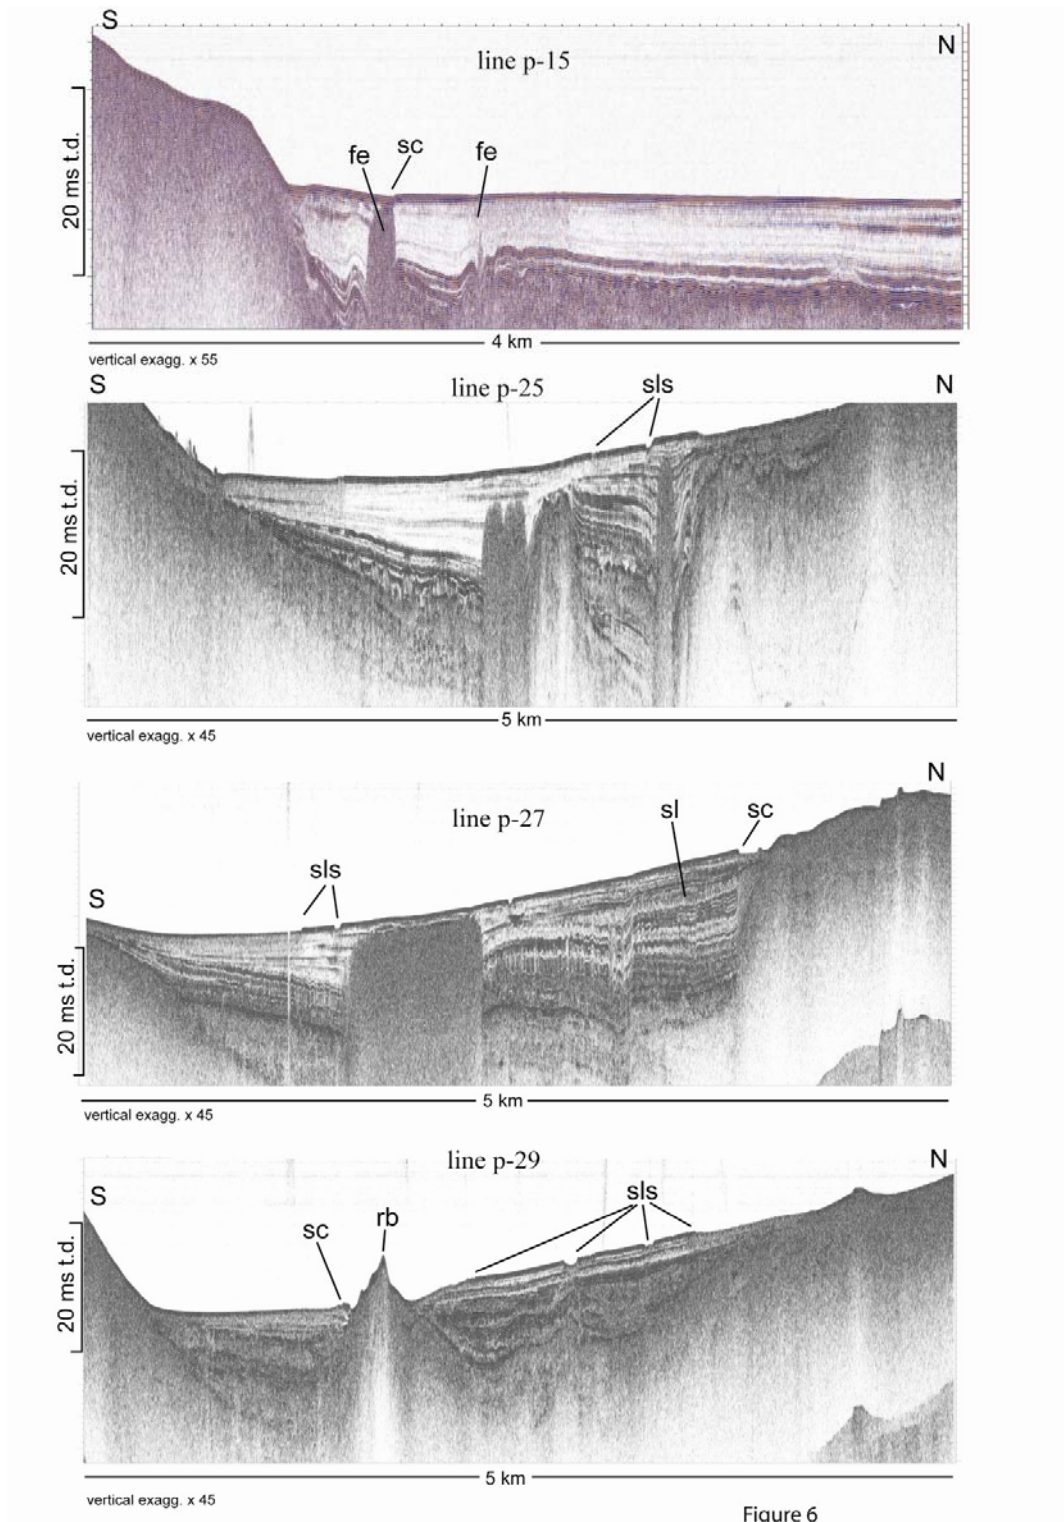 S
N
line p-15
20 ms t.d.
fe
sc
fe
4 km
vertical exagg. x 55
S
N
line p-25
sls
20 ms t.d.
5 km
vertical exagg. x 45
N
line p-27
sl
sc
sls
S
20 ms t.d.
5 km
vertical exagg. x 45
line p-29
N
S
sls
rb
sc
20 ms t.d.
5 km
vertical exagg. x 45
Figure 6